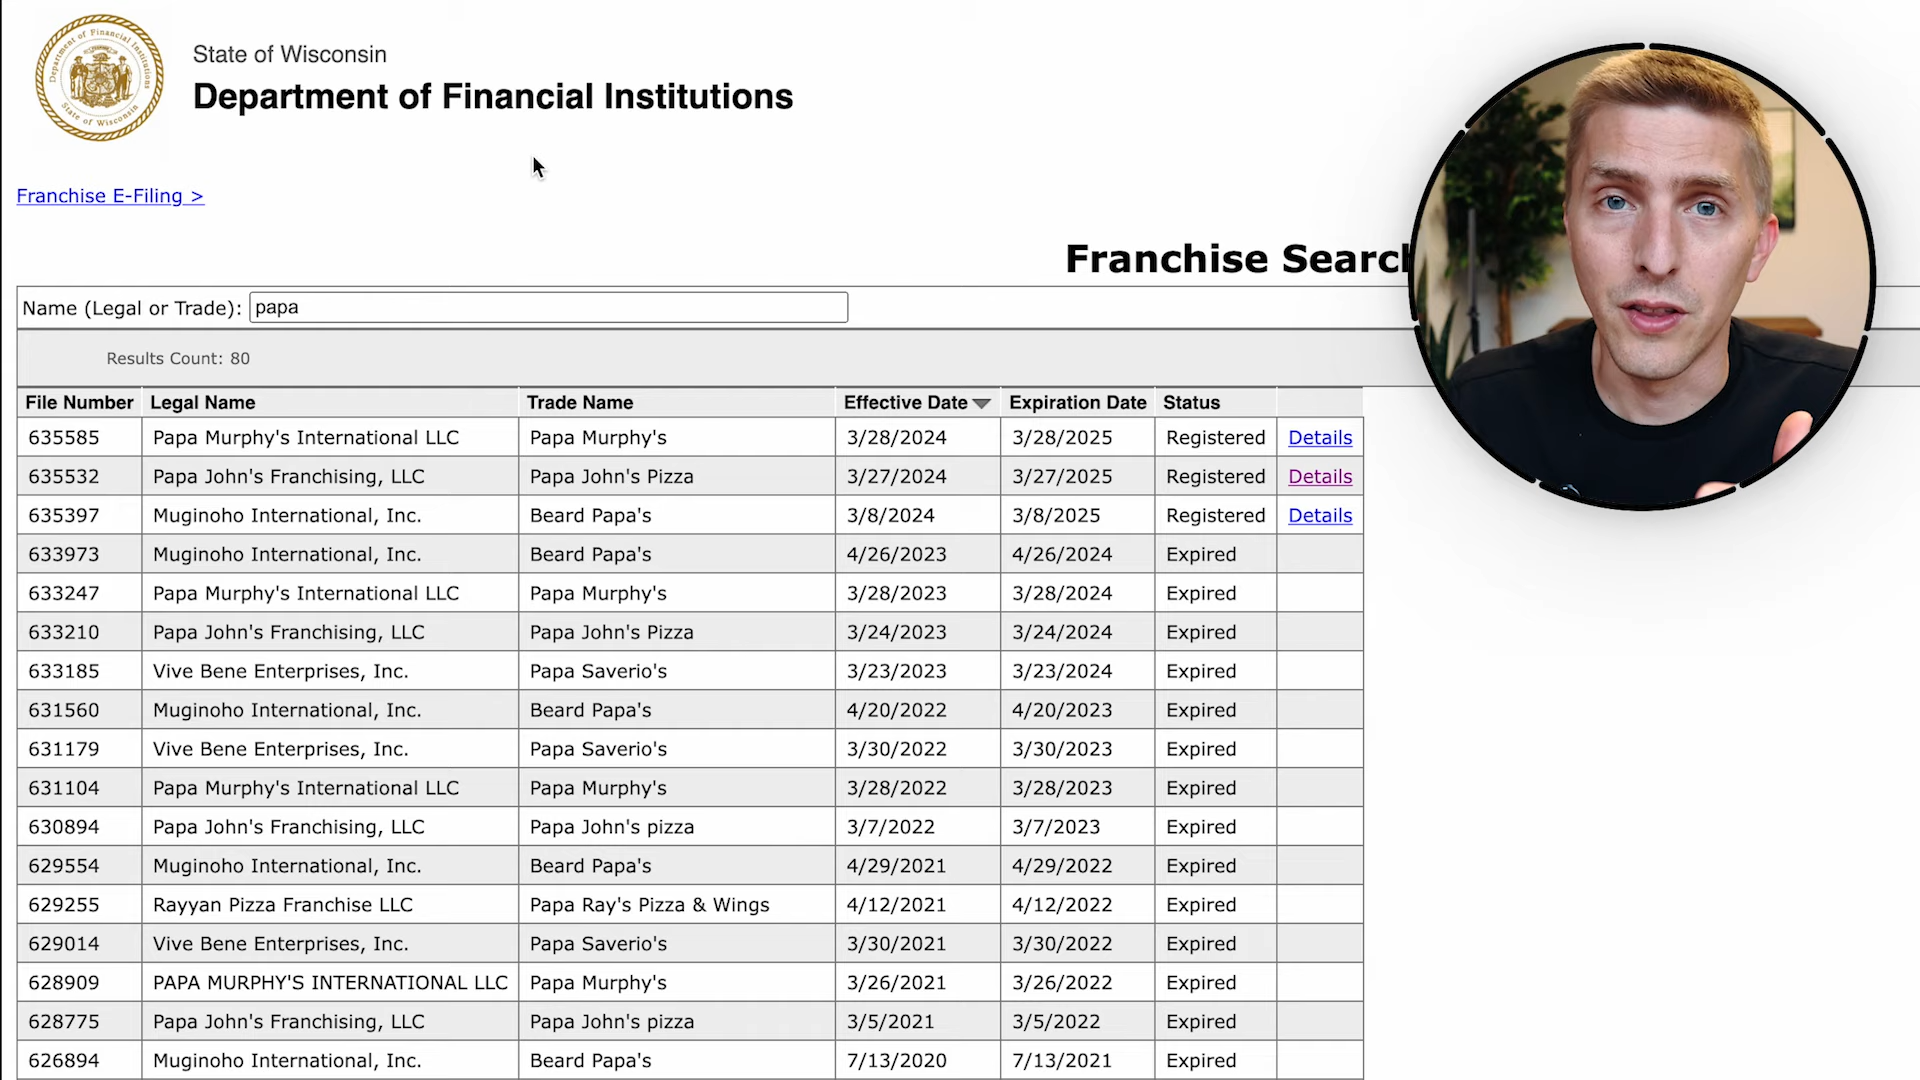 Department of Financial Institutions
State of Wisconsin
State of Wisconsin
Department of Financial Institutions
Franchise E-Filing >
Franchise Search
Name (Legal or Trade): papa
Results Count: 80
File Number Legal Name Trade Name Effective Date Expiration Date Status
635585 Papa Murphy's International LLC Papa Murphy's 3/28/2024 3/28/2025 Registered Details
635532 Papa John's Franchising, LLC Papa John's Pizza 3/27/2024 3/27/2025 Registered Details
635397 Muginoho International, Inc. Beard Papa's 3/8/2024 3/8/2025 Registered Details
633973 Muginoho International, Inc. Beard Papa's 4/26/2023 4/26/2024 Expired
633247 Papa Murphy's International LLC Papa Murphy's 3/28/2023 3/28/2024 Expired
633210 Papa John's Franchising, LLC Papa John's Pizza 3/24/2023 3/24/2024 Expired
633185 Vive Bene Enterprises, Inc. Papa Saverio's 3/23/2023 3/23/2024 Expired
631560 Muginoho International, Inc. Beard Papa's 4/20/2022 4/20/2023 Expired
631179 Vive Bene Enterprises, Inc. Papa Saverio's 3/30/2022 3/30/2023 Expired
631104 Papa Murphy's International LLC Papa Murphy's 3/28/2022 3/28/2023 Expired
630894 Papa John's Franchising, LLC Papa John's pizza 3/7/2022 3/7/2023 Expired
629554 Muginoho International, Inc. Beard Papa's 4/29/2021 4/29/2022 Expired
629255 Rayyan Pizza Franchise LLC Papa Ray's Pizza & Wings 4/12/2021 4/12/2022 Expired
629014 Vive Bene Enterprises, Inc. Papa Saverio's 3/30/2021 3/30/2022 Expired
628909 PAPA MURPHY'S INTERNATIONAL LLC Papa Murphy's 3/26/2021 3/26/2022 Expired
628775 Papa John's Franchising, LLC Papa John's pizza 3/5/2021 3/5/2022 Expired
626894 Muginoho International, Inc. Beard Papa's 7/13/2020 7/13/2021 Expired